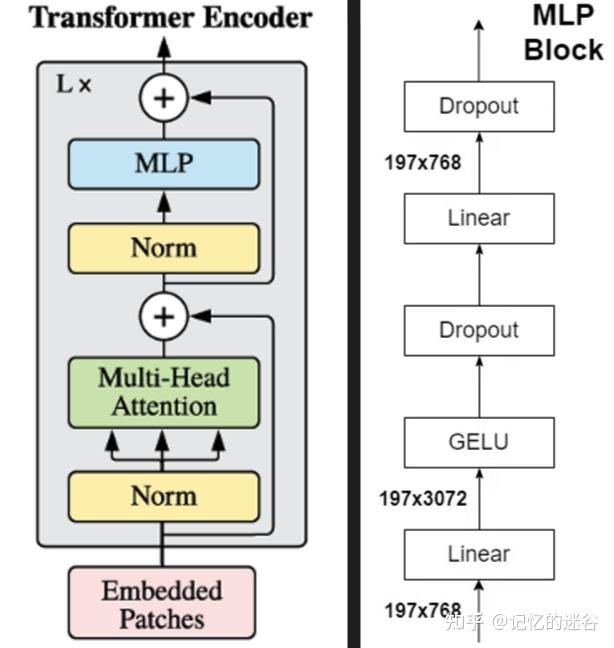 Transformer Encoder
L ×
+
MLP
Norm
+
Multi-Head
Attention
Norm
Embedded
Patches
MLP
Block
Dropout
197x768
Linear
Dropout
GELU
197x3072
Linear
197x768
知乎 @记忆的迷谷